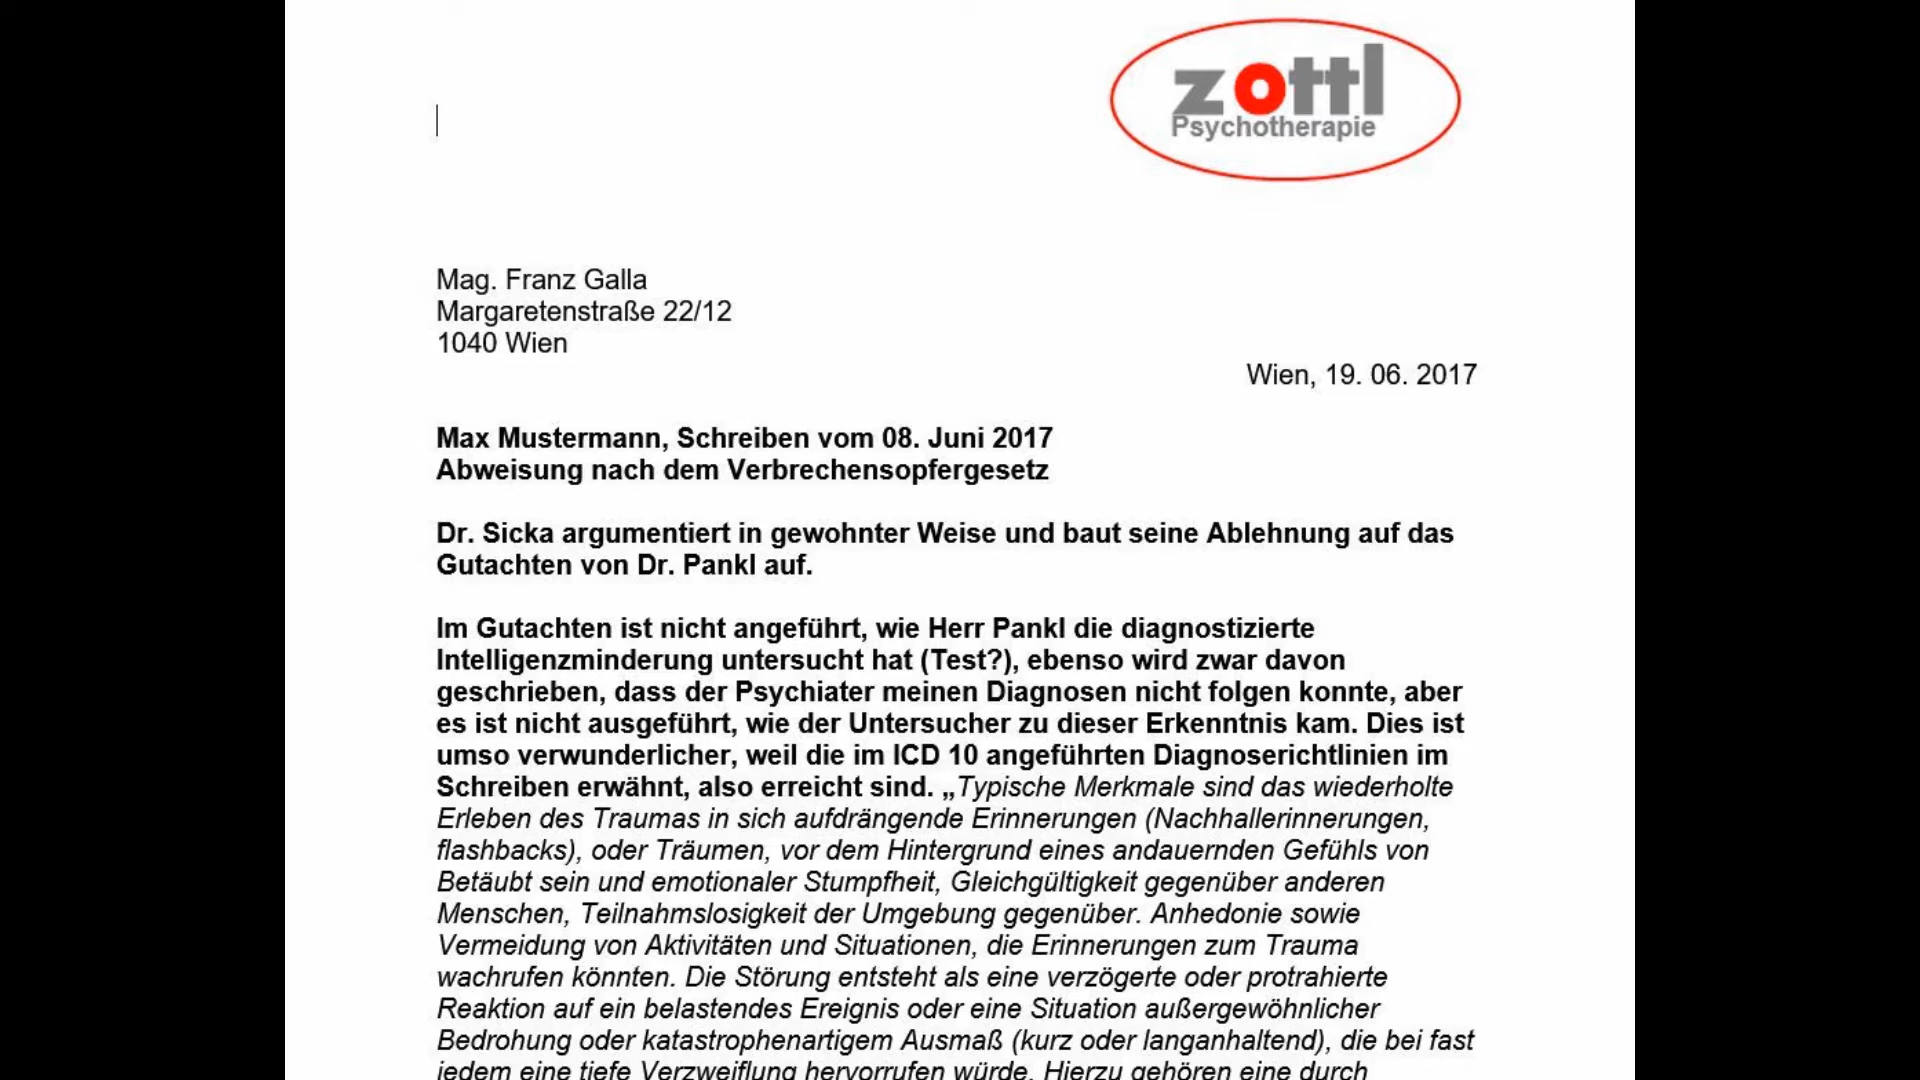 zottl
Psychotherapie
Mag. Franz Galla
Margaretenstraße 22/12
1040 Wien
Wien, 19. 06. 2017
Max Mustermann, Schreiben vom 08. Juni 2017
Abweisung nach dem Verbrechensopfergesetz
Dr. Sicka argumentiert in gewohnter Weise und baut seine Ablehnung auf das
Gutachten von Dr. Pankl auf.
Im Gutachten ist nicht angeführt, wie Herr Pankl die diagnostizierte
Intelligenzminderung untersucht hat (Test?), ebenso wird zwar davon
geschrieben, dass der Psychiater meinen Diagnosen nicht folgen konnte, aber
es ist nicht ausgeführt, wie der Untersucher zu dieser Erkenntnis kam. Dies ist
umso verwunderlicher, weil die im ICD 10 angeführten Diagnoserichtlinien im
Schreiben erwähnt, also erreicht sind. „Typische Merkmale sind das wiederholte
Erleben des Traumas in sich aufdrängende Erinnerungen (Nachhallerinnerungen,
flashbacks), oder Träumen, vor dem Hintergrund eines andauernden Gefühls von
Betäubt sein und emotionaler Stumpfheit, Gleichgültigkeit gegenüber anderen
Menschen, Teilnahmslosigkeit der Umgebung gegenüber. Anhedonie sowie
Vermeidung von Aktivitäten und Situationen, die Erinnerungen zum Trauma
wachrufen könnten. Die Störung entsteht als eine verzögerte oder protrahierte
Reaktion auf ein belastendes Ereignis oder eine Situation außergewöhnlicher
Bedrohung oder katastrophenartigem Ausmaß (kurz oder langanhaltend), die bei fast
jedem eine tiefe Verzweiflung hervorrufen würde. Hierzu gehören eine durch